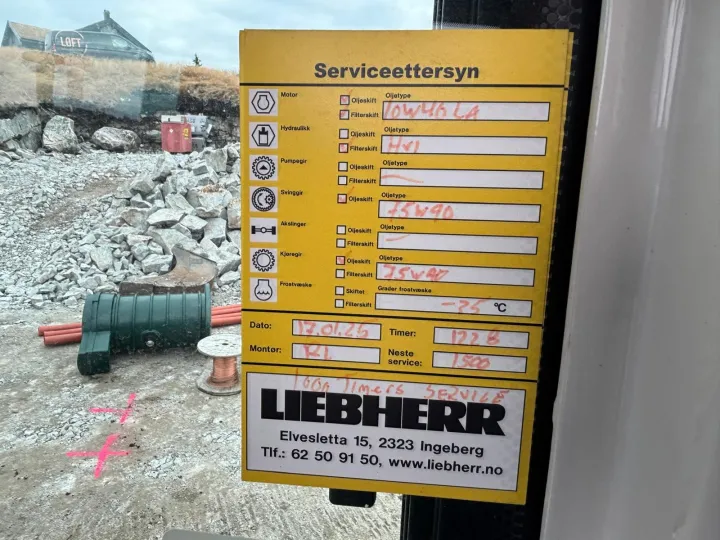 LOFT
Serviceettersyn
Motor Oljeskift Oljetype
Filterskift 10W40 LA
Hydraulikk Oljeskift Oljetype
Filterskift HVI
Pumpegir Oljeskift Oljetype
Filterskift —
Svinggir Oljeskift Oljetype
75W90
Akslinger Oljeskift Oljetype
Filterskift —
Kjøregir Oljeskift Oljetype
Filterskift 75W90
Frostvæske Skiftet Grader frostvæske
Filterskift -25 °C
Dato: 17.01.25 Timer: 1228
Montør: Neste service: 1500
1000 Timers SERVICE
LIEBHERR
Elvesletta 15, 2323 Ingeberg
Tlf.: 62 50 91 50, www.liebherr.no